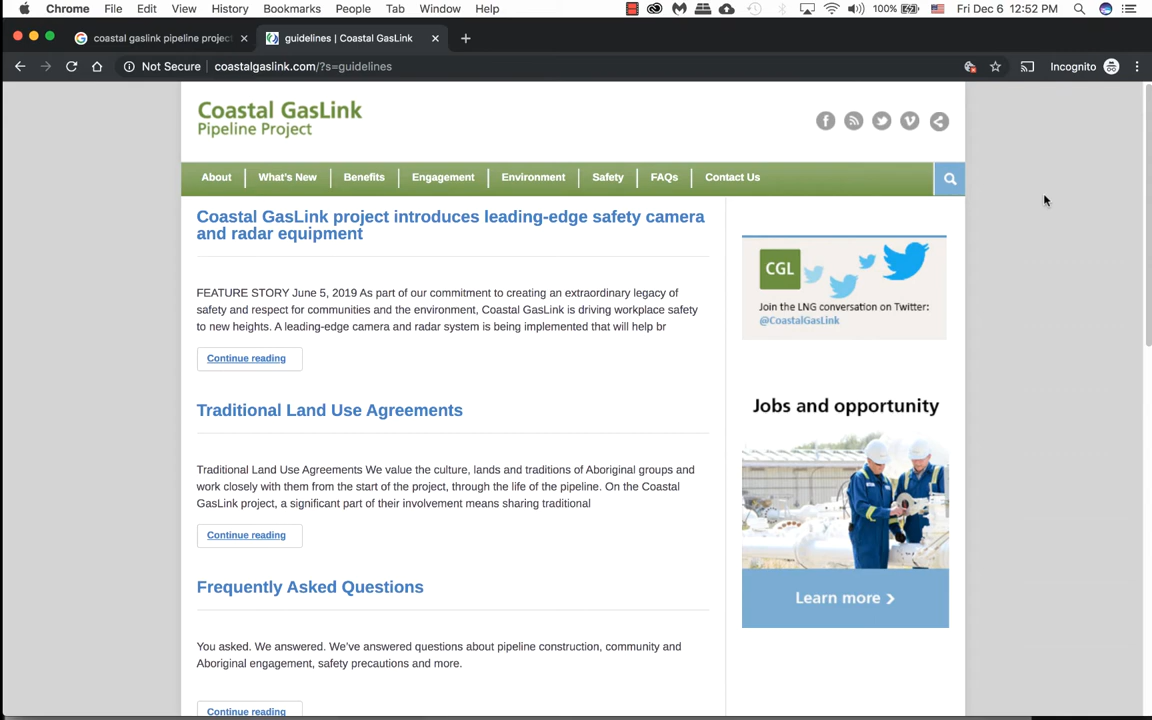 Chrome File Edit View History Bookmarks People Tab Window Help 100% Fri Dec 6 12:52 PM
coastal gaslink pipeline project guidelines | Coastal GasLink
Not Secure coastalgaslink.com/?s=guidelines Incognito
Coastal GasLink
Pipeline Project
About What's New Benefits Engagement Environment Safety FAQs Contact Us
Coastal GasLink project introduces leading-edge safety camera
and radar equipment
FEATURE STORY June 5, 2019 As part of our commitment to creating an extraordinary legacy of
safety and respect for communities and the environment, Coastal GasLink is driving workplace safety
to new heights. A leading-edge camera and radar system is being implemented that will help br
Continue reading
Traditional Land Use Agreements
Traditional Land Use Agreements We value the culture, lands and traditions of Aboriginal groups and
work closely with them from the start of the project, through the life of the pipeline. On the Coastal
GasLink project, a significant part of their involvement means sharing traditional
Continue reading
Frequently Asked Questions
You asked. We answered. We've answered questions about pipeline construction, community and
Aboriginal engagement, safety precautions and more.
Continue reading
CGL
Join the LNG conversation on Twitter:
@CoastalGasLink
Jobs and opportunity
Learn more